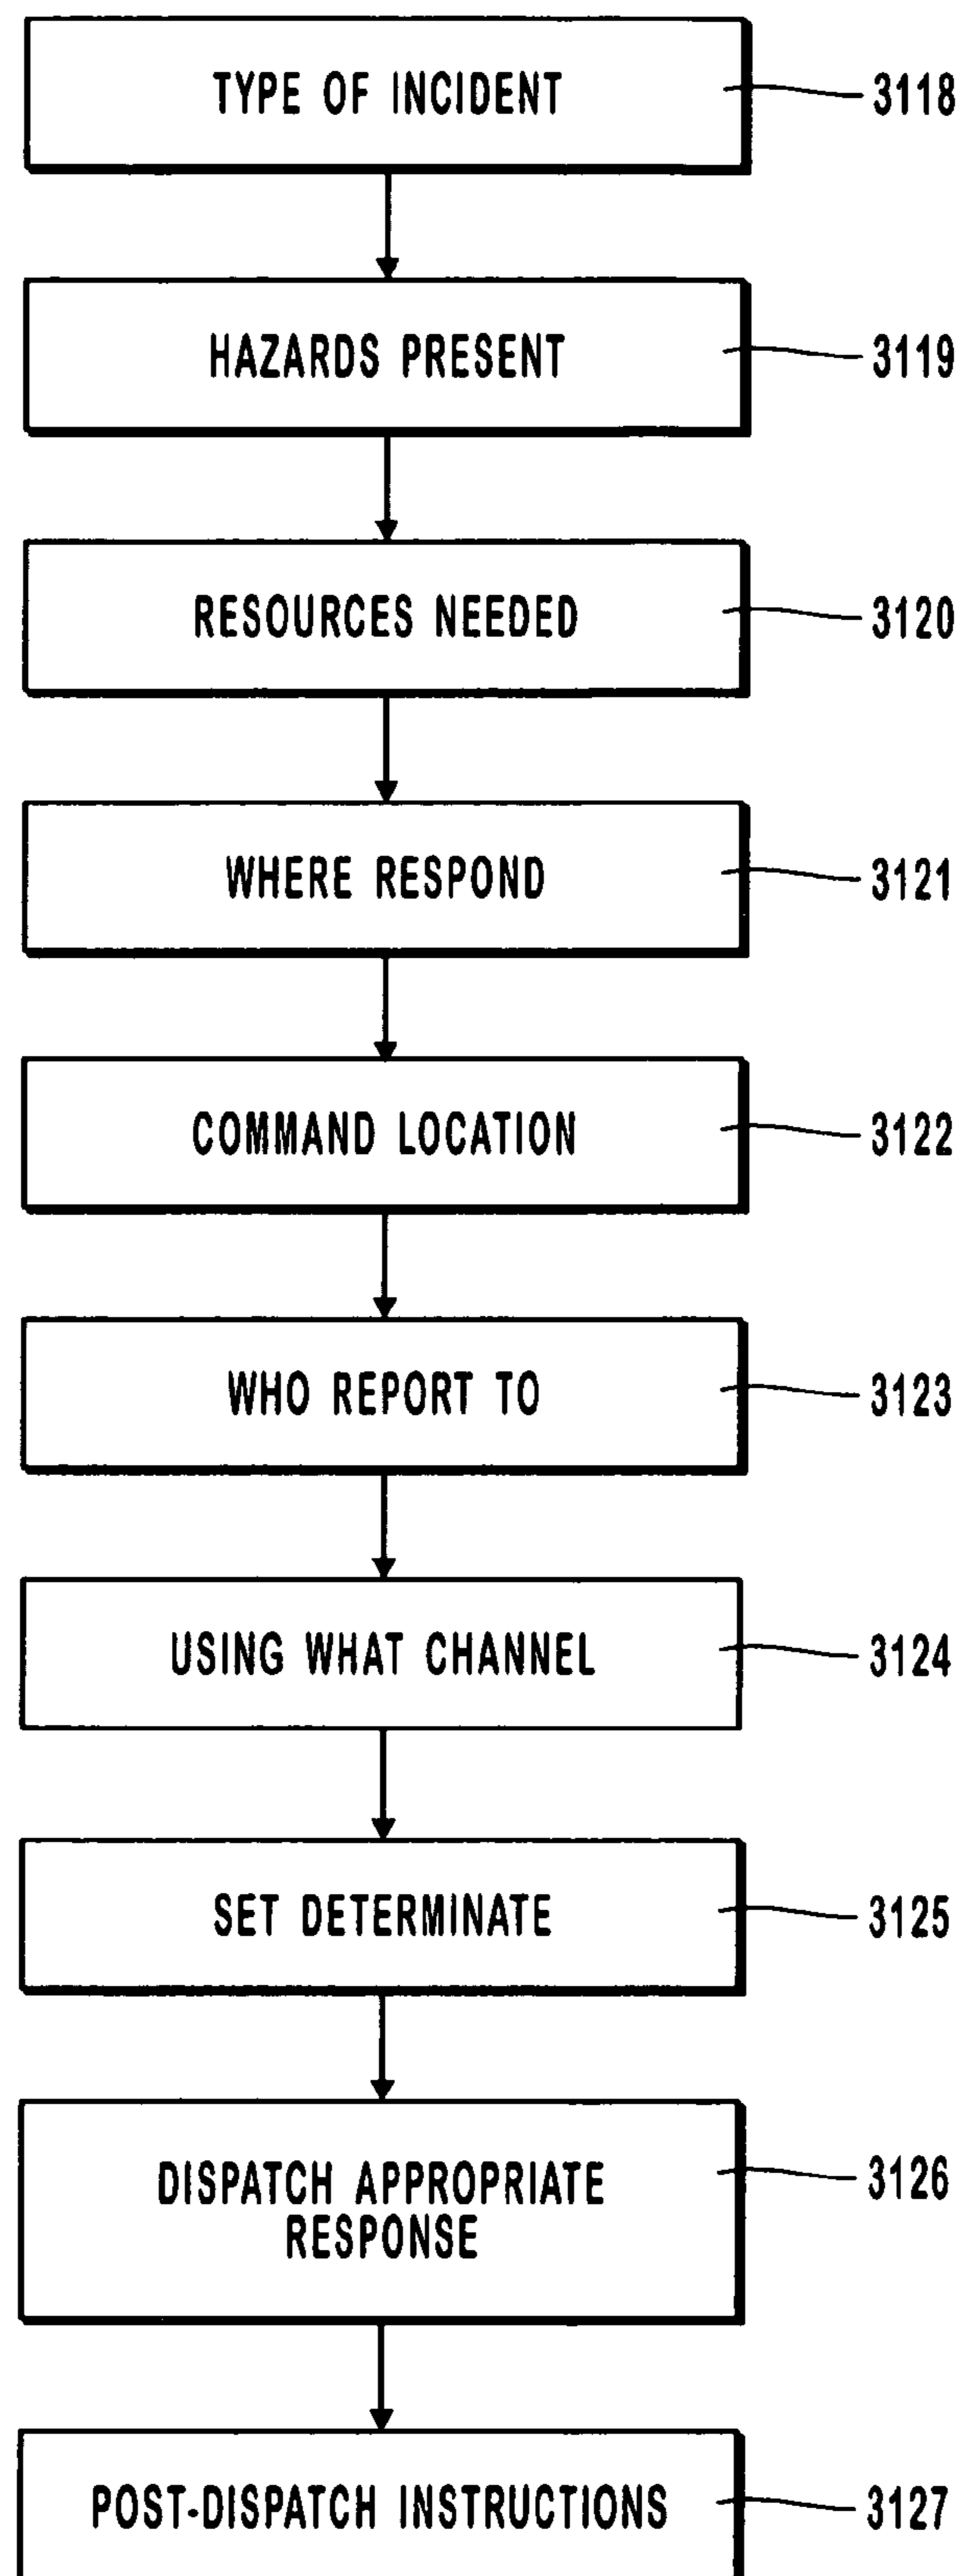 TYPE OF INCIDENT 3118
HAZARDS PRESENT 3119
RESOURCES NEEDED 3120
WHERE RESPOND 3121
COMMAND LOCATION 3122
WHO REPORT TO 3123
USING WHAT CHANNEL 3124
SET DETERMINATE 3125
DISPATCH APPROPRIATE 3126
RESPONSE
POST-DISPATCH INSTRUCTIONS 3127